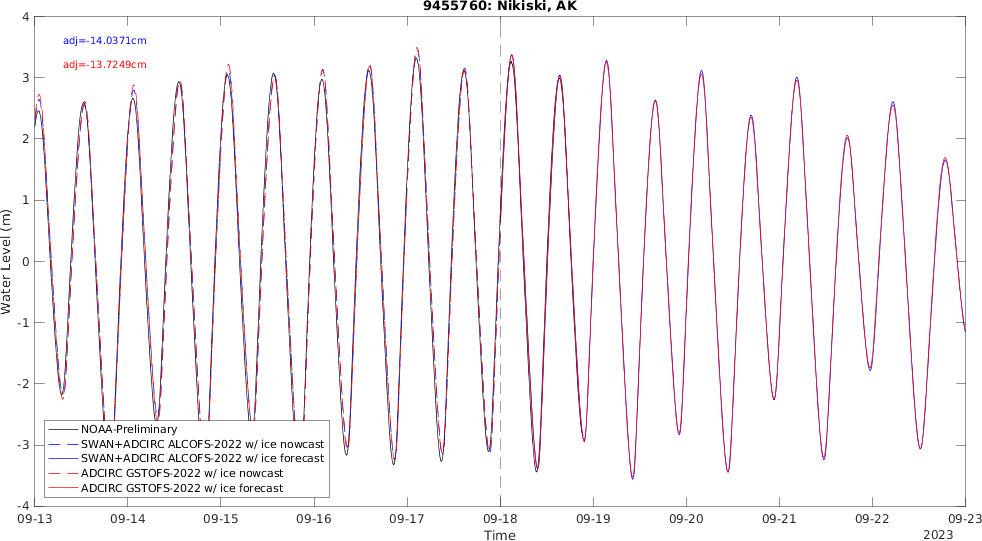 9455760: Nikiski, AK
adj=-14.0371cm
adj=-13.7249cm
4
3
2
1
0
-1
-2
-3
-4
Water Level (m)
NOAA-Preliminary
SWAN+ADCIRC ALCOFS-2022 w/ ice nowcast
SWAN+ADCIRC ALCOFS-2022 w/ ice forecast
ADCIRC GSTOFS-2022 w/ ice nowcast
ADCIRC GSTOFS-2022 w/ ice forecast
09-13 09-14 09-15 09-16 09-17 09-18 09-19 09-20 09-21 09-22 09-23
Time
2023